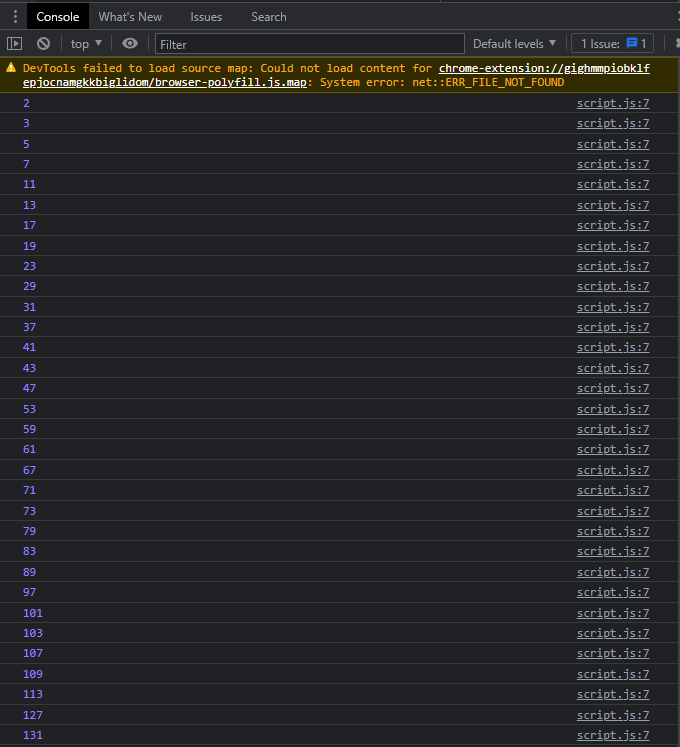 Console What's New Issues Search
top Filter Default levels 1 Issue: 1
DevTools failed to load source map: Could not load content for chrome-extension://gighmmpiobklf
epjocnamgkkbiglidom/browser-polyfill.js.map: System error: net::ERR_FILE_NOT_FOUND
2 script.js:7
3 script.js:7
5 script.js:7
7 script.js:7
11 script.js:7
13 script.js:7
17 script.js:7
19 script.js:7
23 script.js:7
29 script.js:7
31 script.js:7
37 script.js:7
41 script.js:7
43 script.js:7
47 script.js:7
53 script.js:7
59 script.js:7
61 script.js:7
67 script.js:7
71 script.js:7
73 script.js:7
79 script.js:7
83 script.js:7
89 script.js:7
97 script.js:7
101 script.js:7
103 script.js:7
107 script.js:7
109 script.js:7
113 script.js:7
127 script.js:7
131 script.js:7